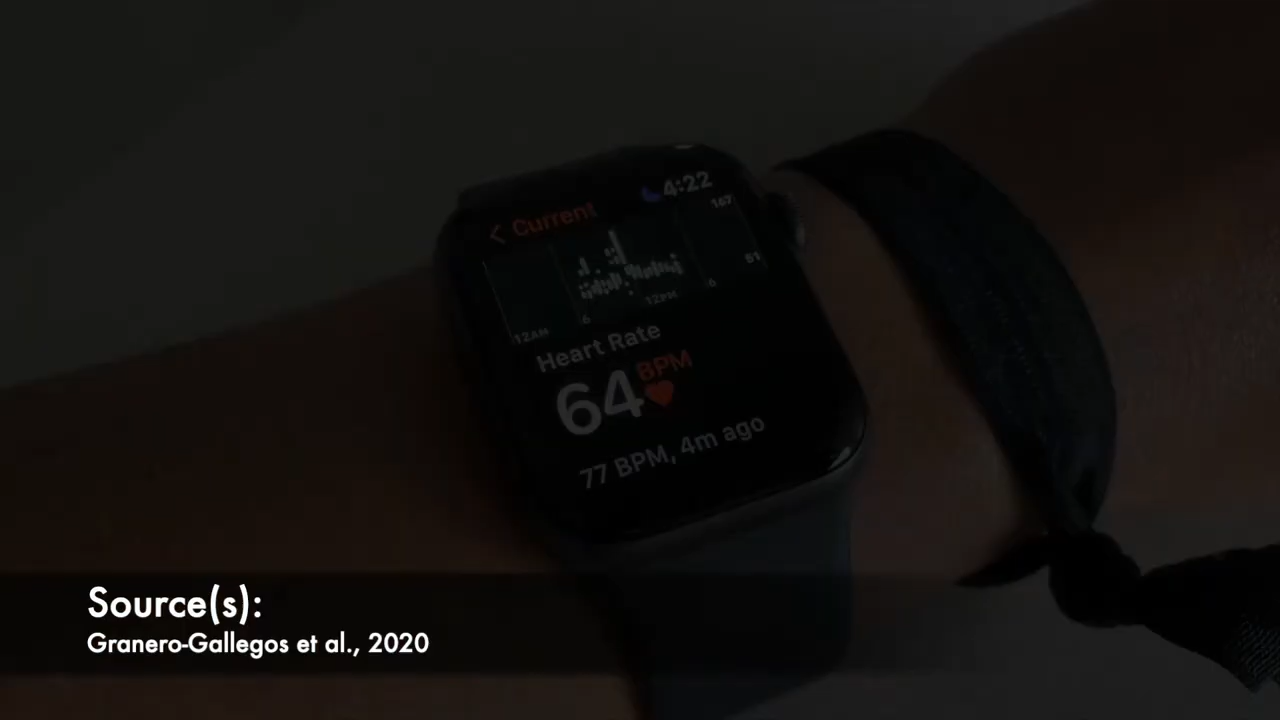 4:22
< Current
167
51
12AM
6
12PM
6
Heart Rate
64 BPM
77 BPM, 4m ago
Source(s):
Granero-Gallegos et al., 2020